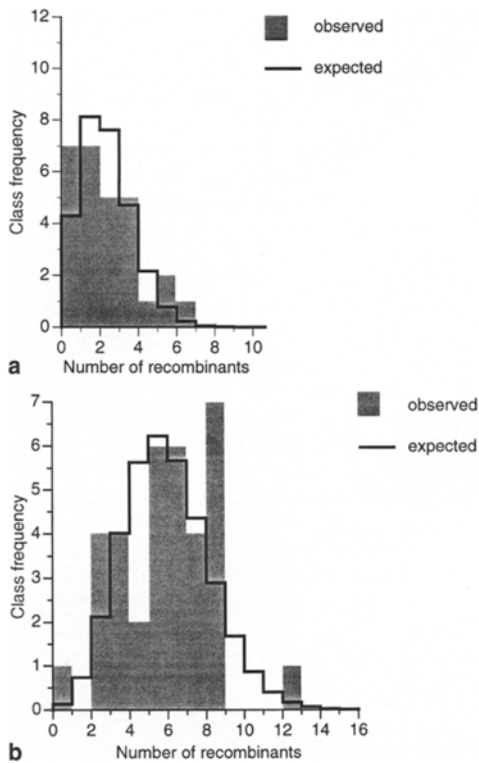 12
10
8
6
4
2
0
Class frequency
0 2 4 6 8 10
Number of recombinants
observed
expected
a
7
6
5
4
3
2
1
0
Class frequency
0 2 4 6 8 10 12 14 16
Number of recombinants
observed
expected
b